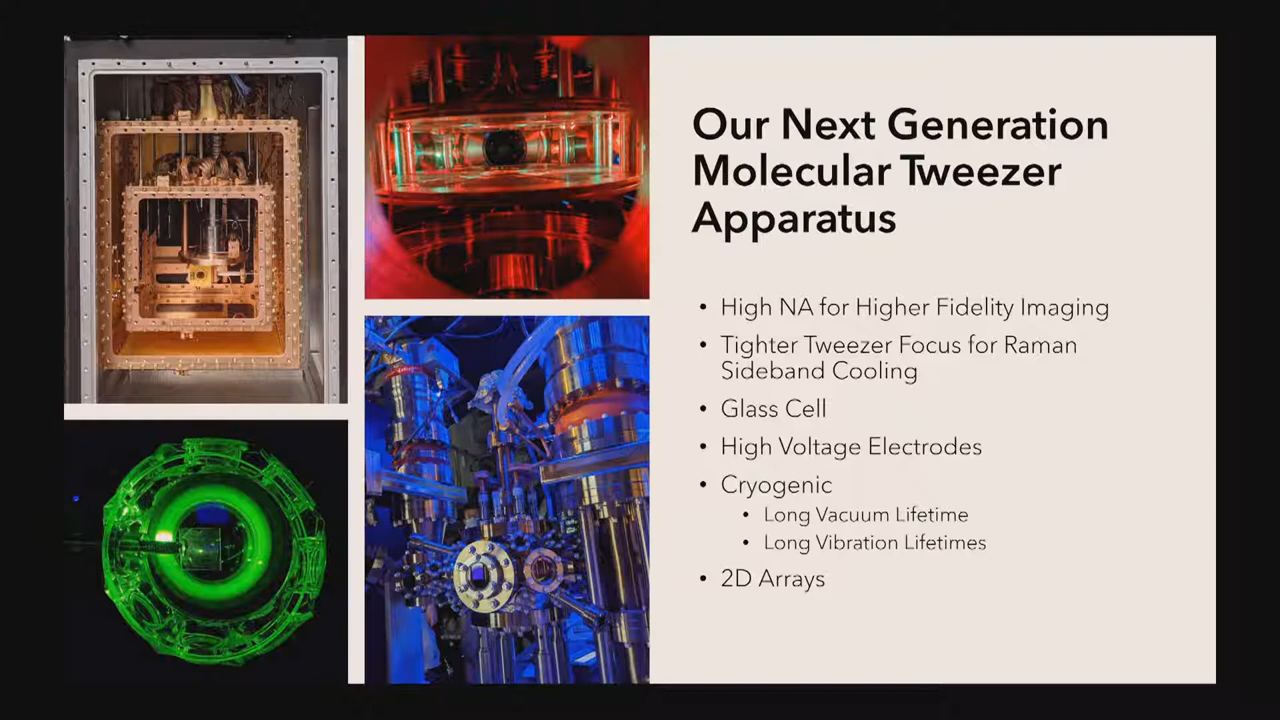 Our Next Generation
Molecular Tweezer
Apparatus
• High NA for Higher Fidelity Imaging
• Tighter Tweezer Focus for Raman
Sideband Cooling
• Glass Cell
• High Voltage Electrodes
• Cryogenic
• Long Vacuum Lifetime
• Long Vibration Lifetimes
• 2D Arrays